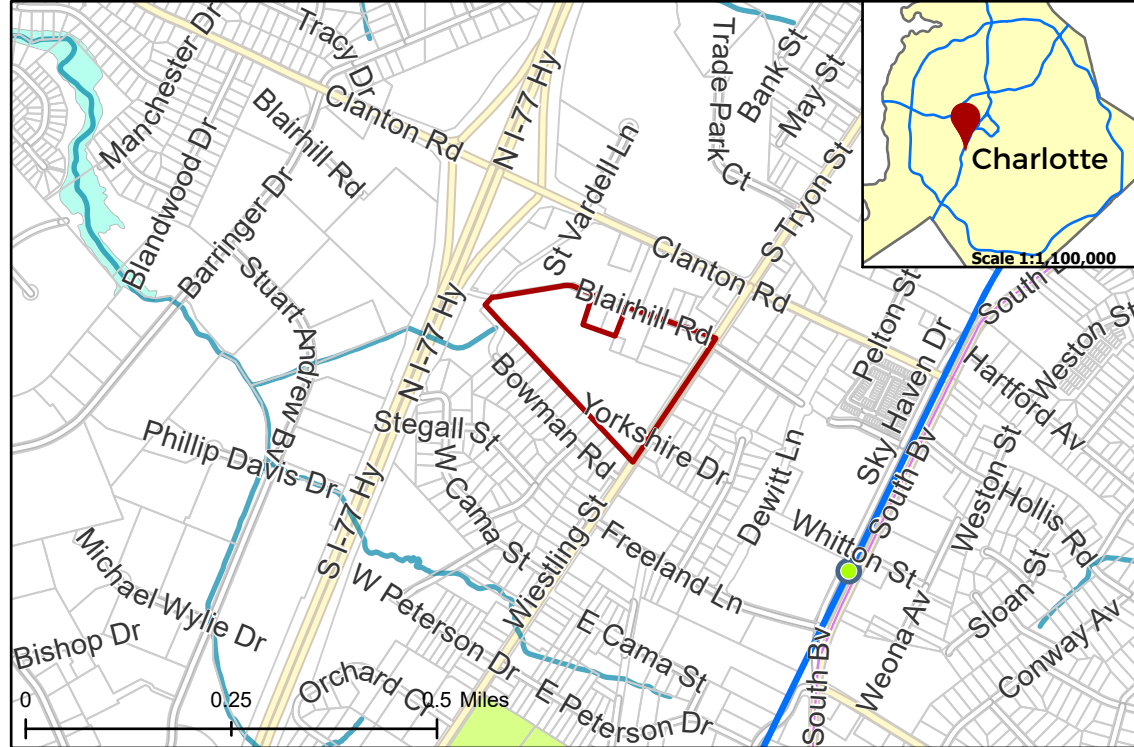 Manchester Dr
Tracy Dr
N I-77 Hy
Trade Park Ct
Bank St
May St
Charlotte
Scale 1:1,100,000
Blairhill Rd
Clanton Rd
Blandwood Dr
Barringer Dr
St Vardell Ln
S Tryon St
Clanton Rd
Stuart Andrew Bv
N I-77 Hy
Blairhill Rd
Pelton St
South B
Weston St
Sky Haven Dr
Hartford Av
Bowman Rd
Yorkshire Dr
Stegall St
Phillip Davis Dr
W Cama St
S I-77 Hy
Dewitt Ln
South Bv
Weston St
Hollis Rd
Whitton St
Wiestling St
Freeland Ln
Michael Wylie Dr
W Peterson Dr
Sloan St
Bishop Dr
E Cama St
Weona Av
Conway Av
South Bv
Orchard Cr
E Peterson Dr
0 0.25 0.5 Miles